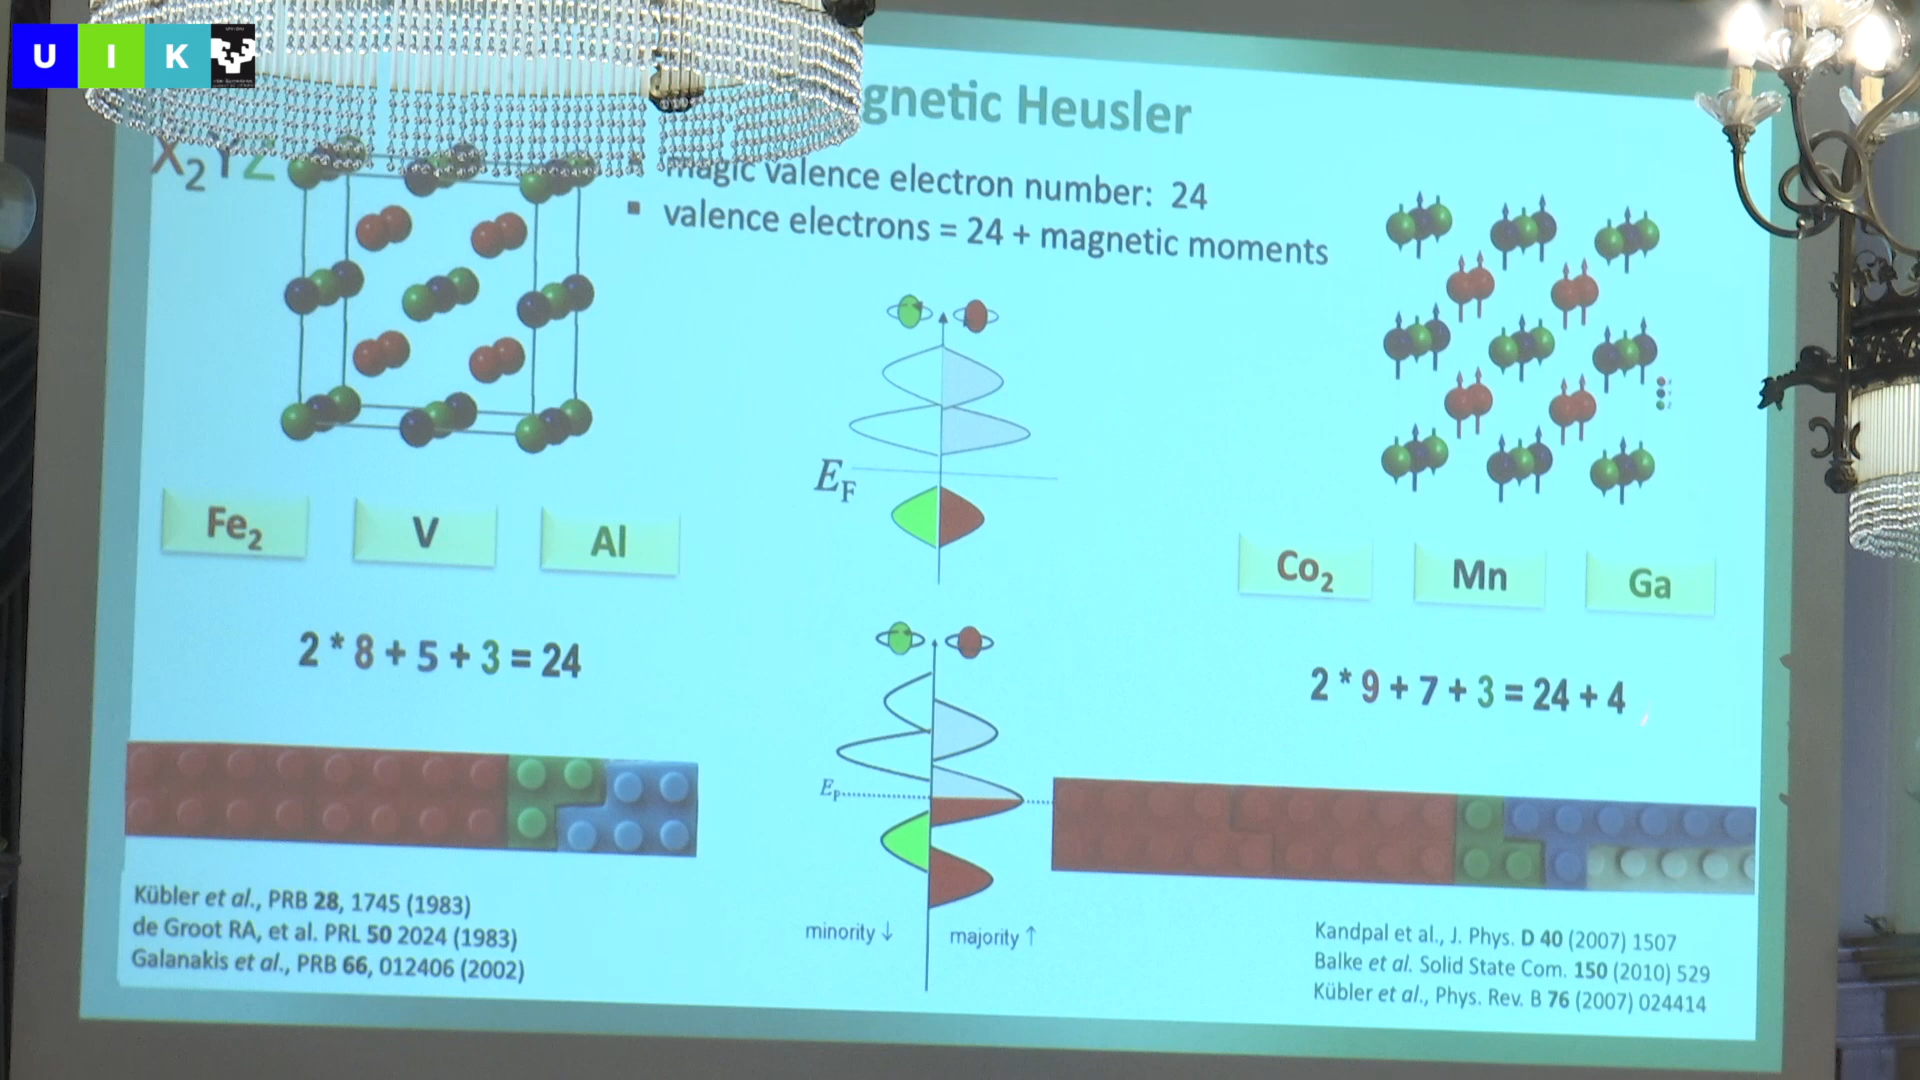 U I K
gnetic Heusler
X₂YZ
magic valence electron number: 24
▪ valence electrons = 24 + magnetic moments
E_F
Fe₂ V Al
Co₂ Mn Ga
2 * 8 + 5 + 3 = 24
2 * 9 + 7 + 3 = 24 + 4
E_F
minority ↓ majority ↑
Kübler et al., PRB 28, 1745 (1983)
de Groot RA, et al. PRL 50 2024 (1983)
Galanakis et al., PRB 66, 012406 (2002)
Kandpal et al., J. Phys. D 40 (2007) 1507
Balke et al. Solid State Com. 150 (2010) 529
Kübler et al., Phys. Rev. B 76 (2007) 024414